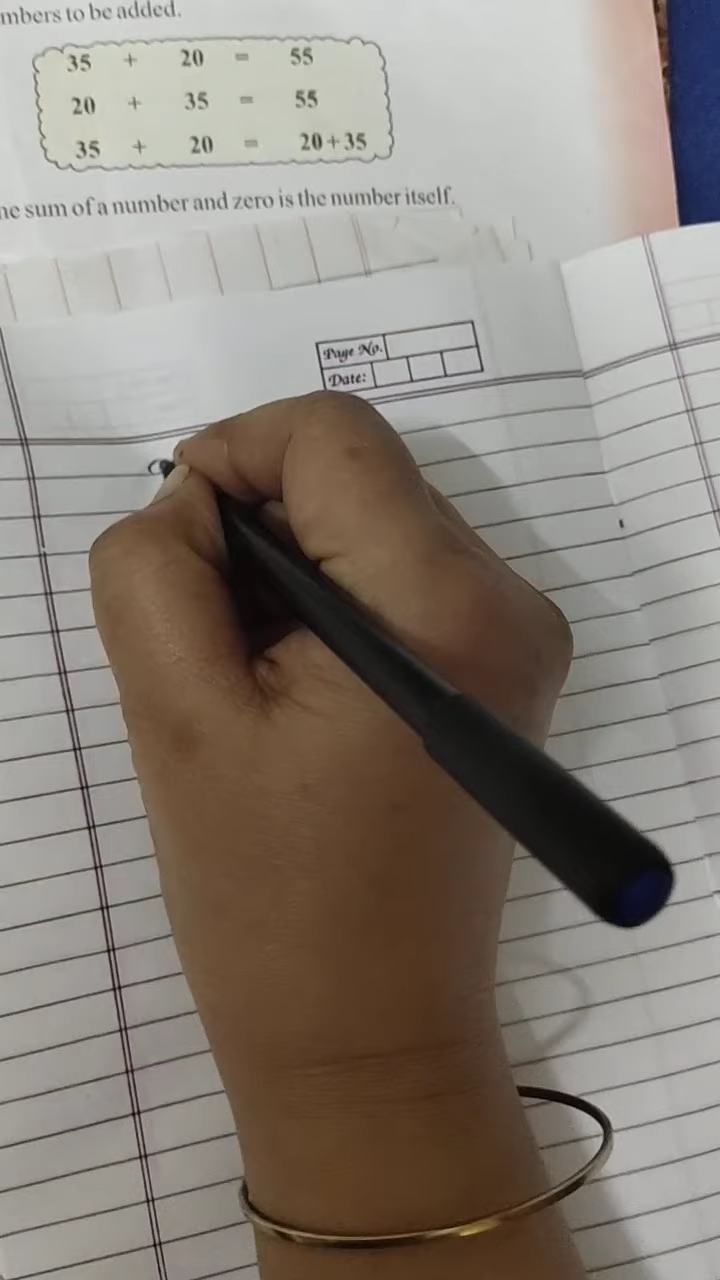 mbers to be added.
35 + 20 = 55
20 + 35 = 55
35 + 20 = 20+35
sum of a number and zero is the number itself.
Page No.
Date: